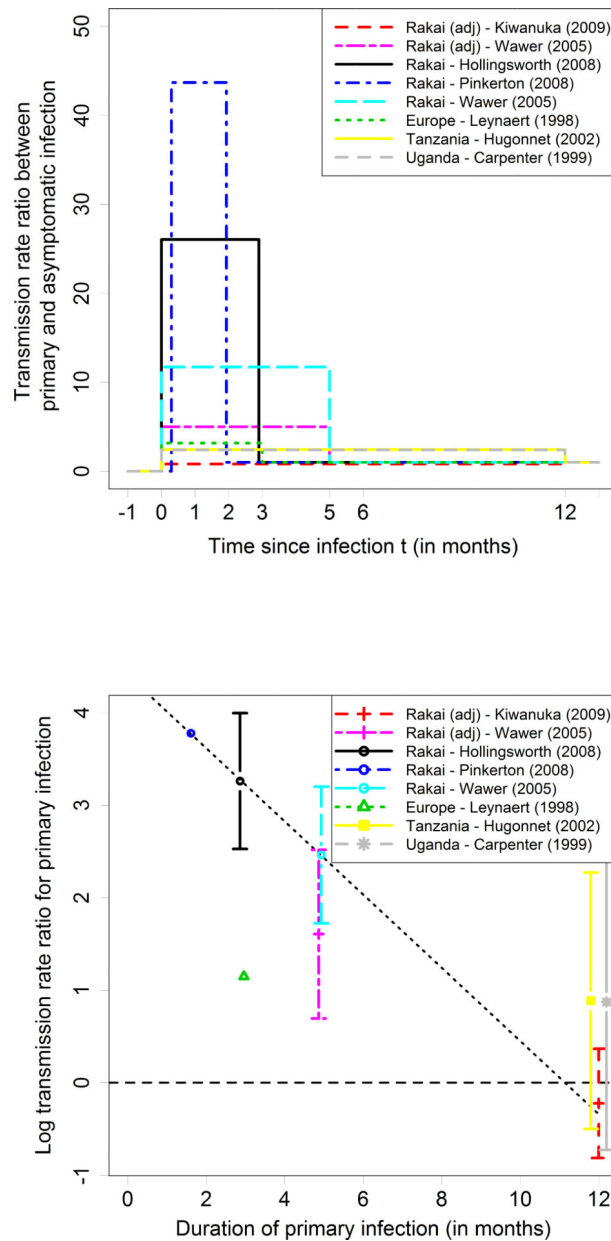 Transmission rate ratio between
primary and asymptomatic infection
50
40
30
20
10
0
Rakai (adj) - Kiwanuka (2009)
Rakai (adj) - Wawer (2005)
Rakai - Hollingsworth (2008)
Rakai - Pinkerton (2008)
Rakai - Wawer (2005)
Europe - Leynaert (1998)
Tanzania - Hugonnet (2002)
Uganda - Carpenter (1999)
-1 0 1 2 3 5 6 12
Time since infection t (in months)
Log transmission rate ratio for primary infection
4
3
2
1
0
-1
Rakai (adj) - Kiwanuka (2009)
Rakai (adj) - Wawer (2005)
Rakai - Hollingsworth (2008)
Rakai - Pinkerton (2008)
Rakai - Wawer (2005)
Europe - Leynaert (1998)
Tanzania - Hugonnet (2002)
Uganda - Carpenter (1999)
0 2 4 6 8 10 12
Duration of primary infection (in months)